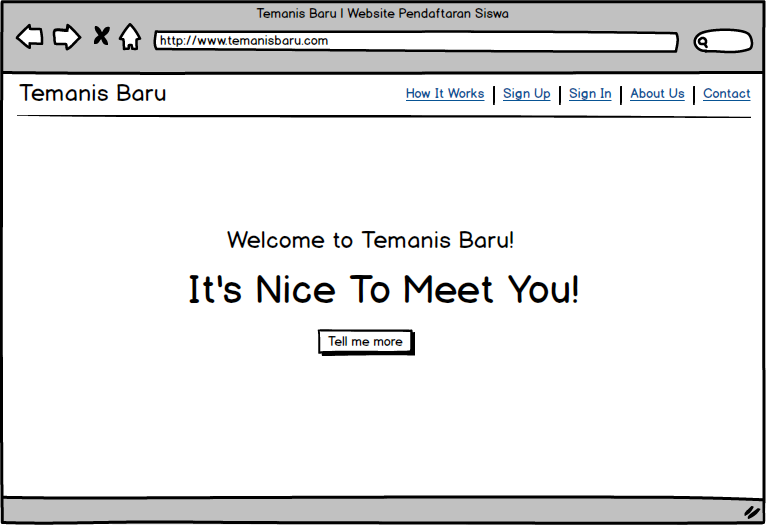 Temanis Baru | Website Pendaftaran Siswa
http://www.temanisbaru.com
Temanis Baru
How It Works | Sign Up | Sign In | About Us | Contact
Welcome to Temanis Baru!
It's Nice To Meet You!
Tell me more